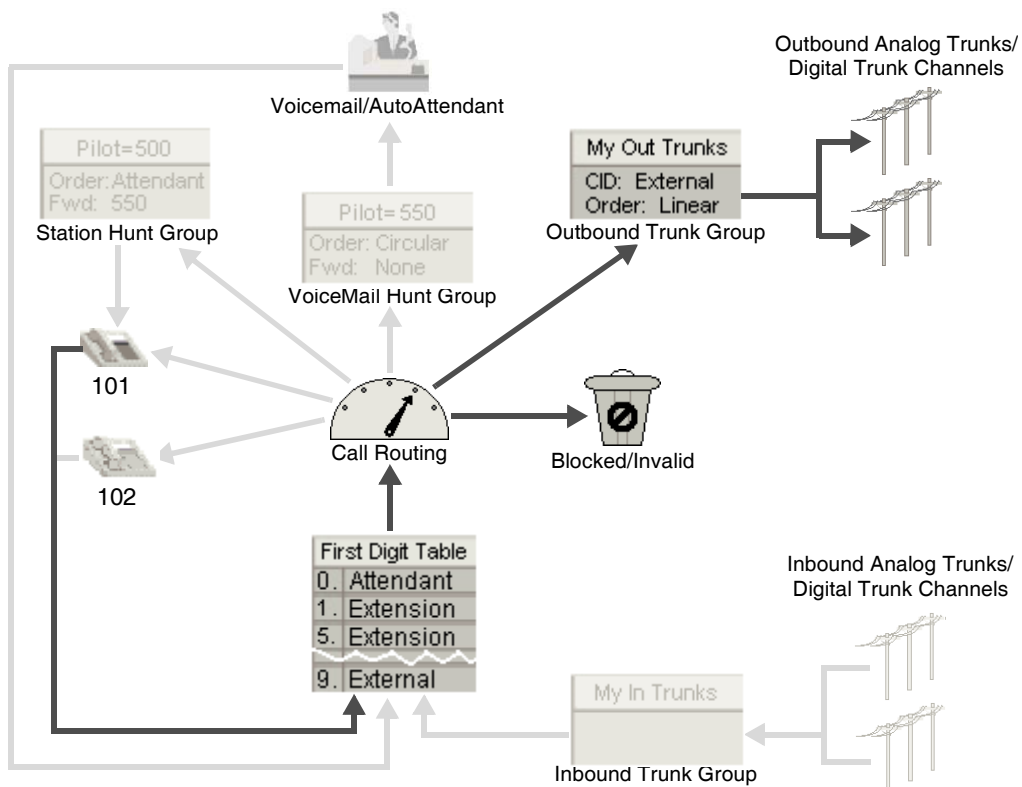 Outbound Analog Trunks/
Digital Trunk Channels
Voicemail/AutoAttendant
Pilot=500
Order: Attendant
Fwd: 550
Station Hunt Group
Pilot=550
Order: Circular
Fwd: None
VoiceMail Hunt Group
My Out Trunks
CID: External
Order: Linear
Outbound Trunk Group
101
102
Call Routing
Blocked/Invalid
First Digit Table
0. Attendant
1. Extension
5. Extension
9. External
Inbound Analog Trunks/
Digital Trunk Channels
My In Trunks
Inbound Trunk Group